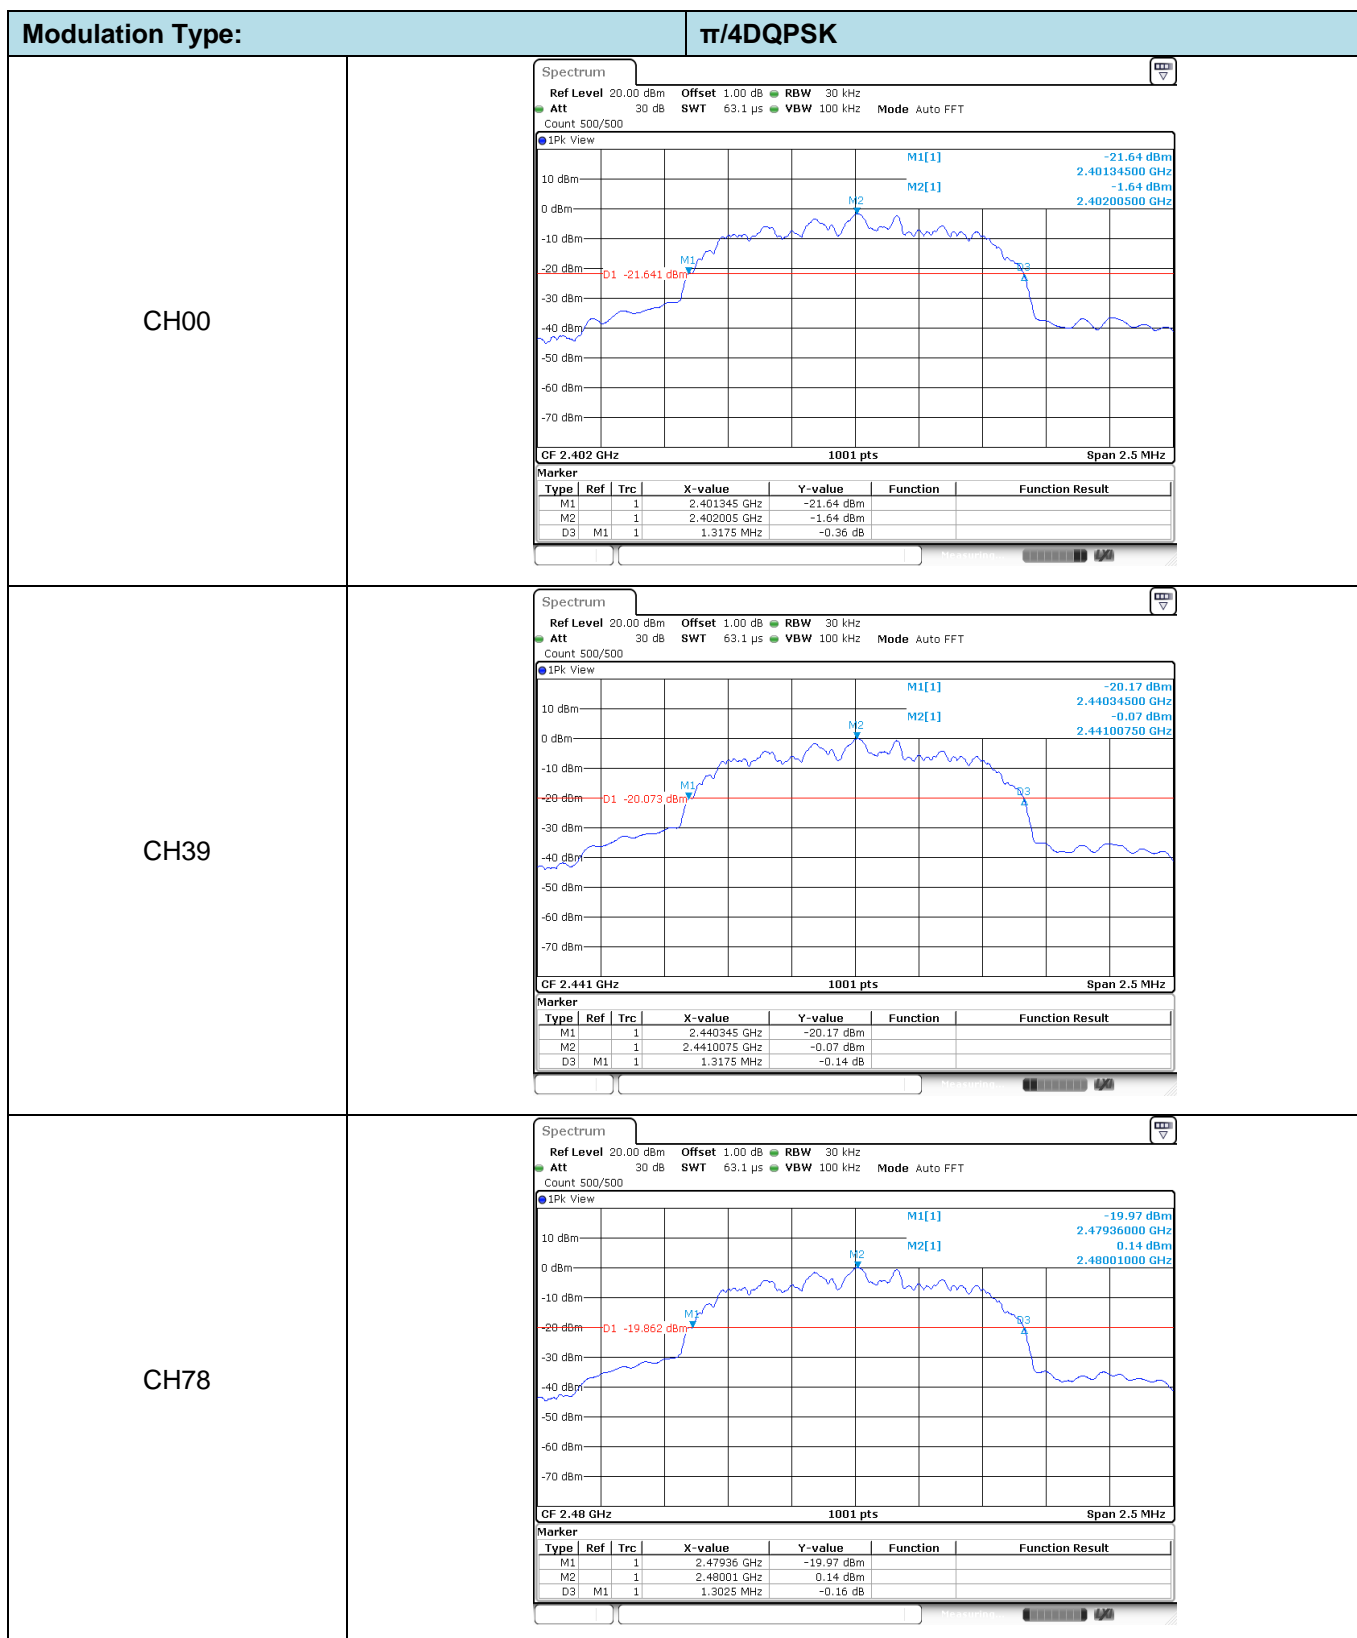 Modulation Type: π/4DQPSK
CH00
Spectrum
Ref Level 20.00 dBm Offset 1.00 dB RBW 30 kHz
Att 30 dB SWT 63.1 µs VBW 100 kHz Mode Auto FFT
Count 500/500
1Pk View
M1[1] -21.64 dBm
2.40134500 GHz
M2[1] -1.64 dBm
2.40200500 GHz
10 dBm
M2
0 dBm
-10 dBm
M1
-20 dBm
D3
D1 -21.641 dBm
-30 dBm
-40 dBm
-50 dBm
-60 dBm
-70 dBm
CF 2.402 GHz 1001 pts Span 2.5 MHz
Marker
Type Ref Trc X-value Y-value Function Function Result
M1 1 2.401345 GHz -21.64 dBm
M2 1 2.402005 GHz -1.64 dBm
D3 M1 1 1.3175 MHz -0.36 dB
Measuring...
CH39
Spectrum
Ref Level 20.00 dBm Offset 1.00 dB RBW 30 kHz
Att 30 dB SWT 63.1 µs VBW 100 kHz Mode Auto FFT
Count 500/500
1Pk View
M1[1] -20.17 dBm
2.44034500 GHz
M2[1] -0.07 dBm
2.44100750 GHz
10 dBm
M2
0 dBm
-10 dBm
M1
D3
-20 dBm D1 -20.073 dBm
-30 dBm
-40 dBm
-50 dBm
-60 dBm
-70 dBm
CF 2.441 GHz 1001 pts Span 2.5 MHz
Marker
Type Ref Trc X-value Y-value Function Function Result
M1 1 2.440345 GHz -20.17 dBm
M2 1 2.4410075 GHz -0.07 dBm
D3 M1 1 1.3175 MHz -0.14 dB
Measuring...
CH78
Spectrum
Ref Level 20.00 dBm Offset 1.00 dB RBW 30 kHz
Att 30 dB SWT 63.1 µs VBW 100 kHz Mode Auto FFT
Count 500/500
1Pk View
M1[1] -19.97 dBm
2.47936000 GHz
M2[1] 0.14 dBm
2.48001000 GHz
10 dBm
M2
0 dBm
-10 dBm
M1
D3
-20 dBm D1 -19.862 dBm
-30 dBm
-40 dBm
-50 dBm
-60 dBm
-70 dBm
CF 2.48 GHz 1001 pts Span 2.5 MHz
Marker
Type Ref Trc X-value Y-value Function Function Result
M1 1 2.47936 GHz -19.97 dBm
M2 1 2.48001 GHz 0.14 dBm
D3 M1 1 1.3025 MHz -0.16 dB
Measuring...